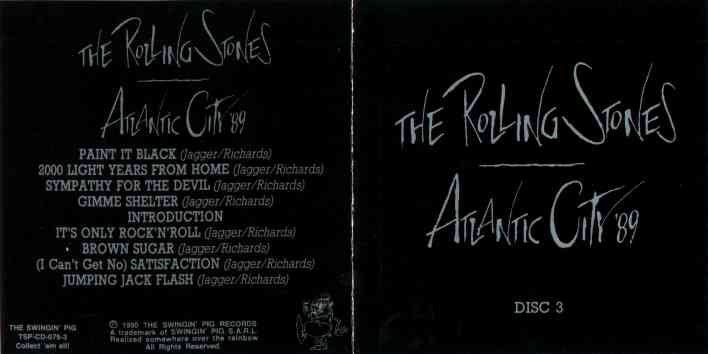 THE ROLLING STONES
ATLANTIC CITY '89
PAINT IT BLACK (Jagger/Richards)
2000 LIGHT YEARS FROM HOME (Jagger/Richards)
SYMPATHY FOR THE DEVIL (Jagger/Richards)
GIMME SHELTER (Jagger/Richards)
INTRODUCTION
IT'S ONLY ROCK'N'ROLL (Jagger/Richards)
BROWN SUGAR (Jagger/Richards)
(I Can't Get No) SATISFACTION (Jagger/Richards)
JUMPING JACK FLASH (Jagger/Richards)
THE SWINGIN' PIG
TSP-CD-075-3
Collect 'em all!
Ⓟ 1990 THE SWINGIN' PIG RECORDS
A trademark of SWINGIN' PIG S.A.R.L.
Realized somewhere over the rainbow
All Rights Reserved.
THE ROLLING STONES
ATLANTIC CITY '89
DISC 3